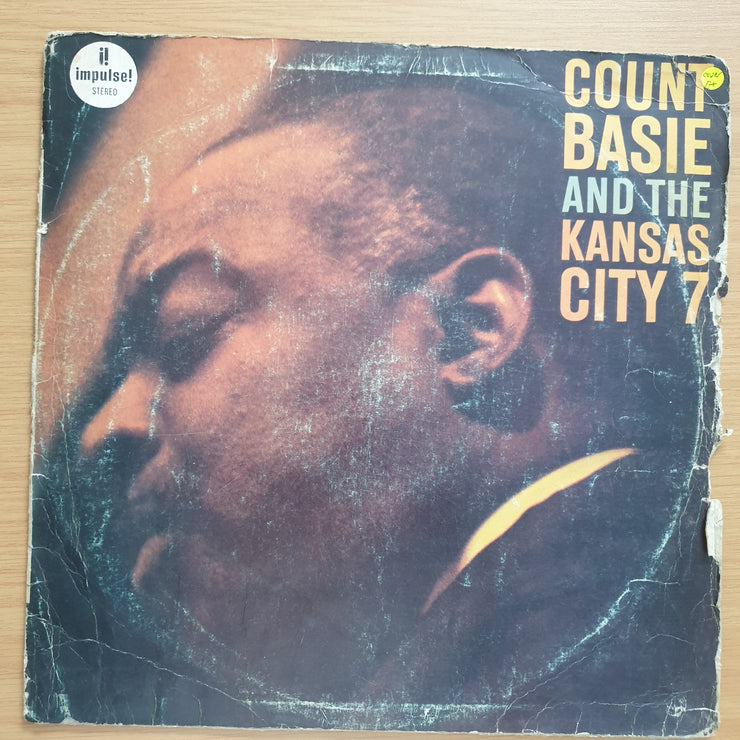 i!
impulse!
STEREO
COUNT
BASIE
AND THE
KANSAS
CITY 7